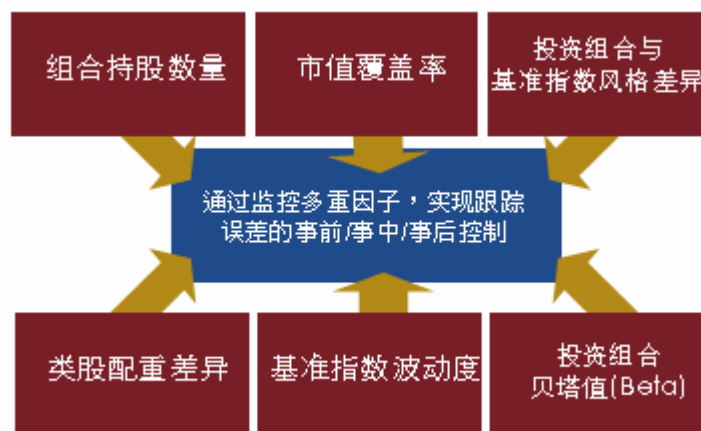 组合持股数量
市值覆盖率
投资组合与
基准指数风格差异
通过监控多重因子，实现跟踪
误差的事前/事中/事后控制
类股配重差异
基准指数波动度
投资组合
贝塔值(Beta)